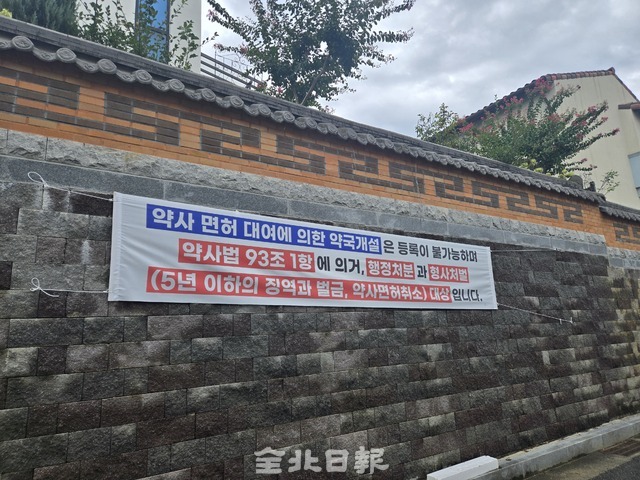 약사 면허 대여에 의한 약국개설은 등록이 불가능하며
약사법 93조 1항에 의거, 행정처분과 형사처벌
(5년 이하의 징역과 벌금, 약사면허취소) 대상입니다.
全北日報